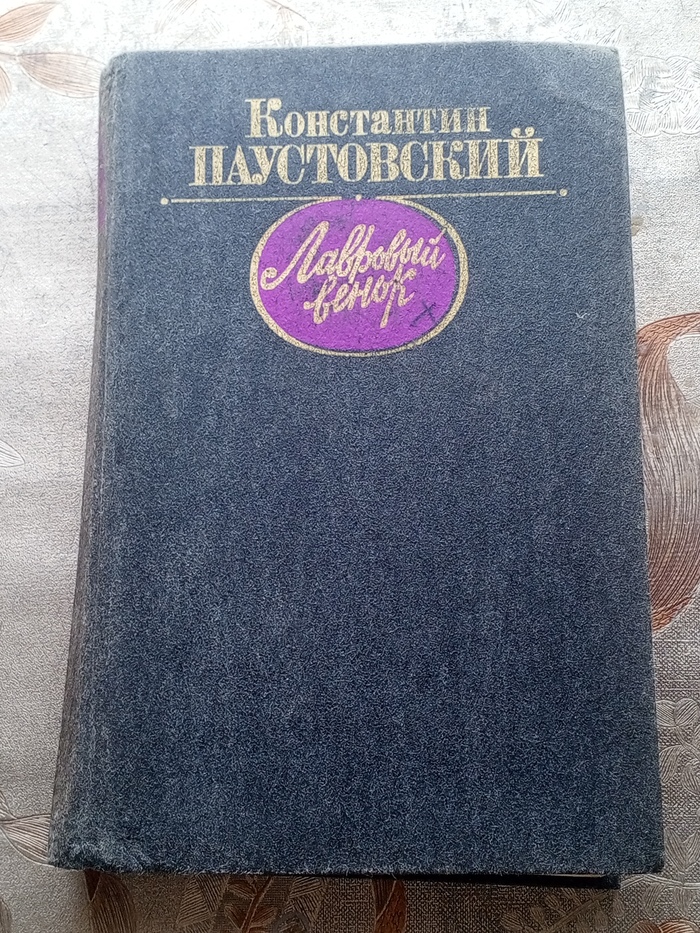 Константин
ПАУСТОВСКИЙ
Лавровый
венок